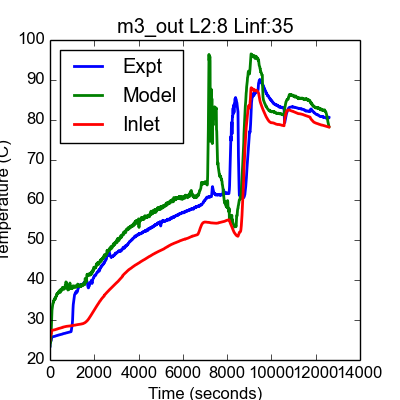 m3_out L2:8 Linf:35
Expt
Model
Inlet
Temperature (C)
100
90
80
70
60
50
40
30
20
0 2000 4000 6000 8000 10000 12000 14000
Time (seconds)